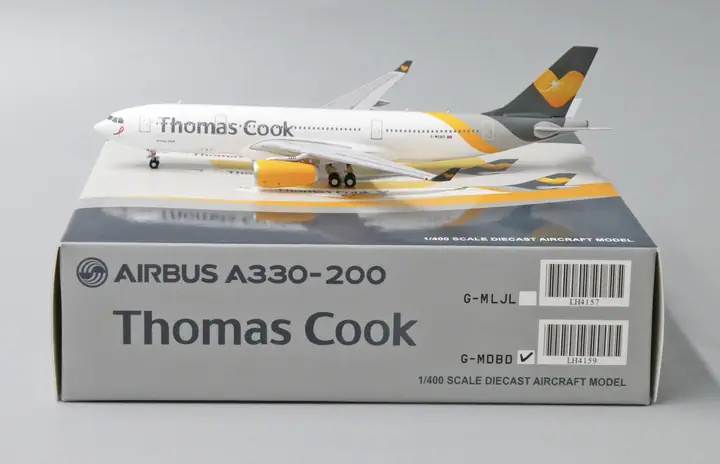 Thomas Cook
G-MDBD
1/400 SCALE DIECAST AIRCRAFT MODEL
AIRBUS A330-200
Thomas Cook
G-MLJL
LH4157
G-MDBD
LH4159
1/400 SCALE DIECAST AIRCRAFT MODEL